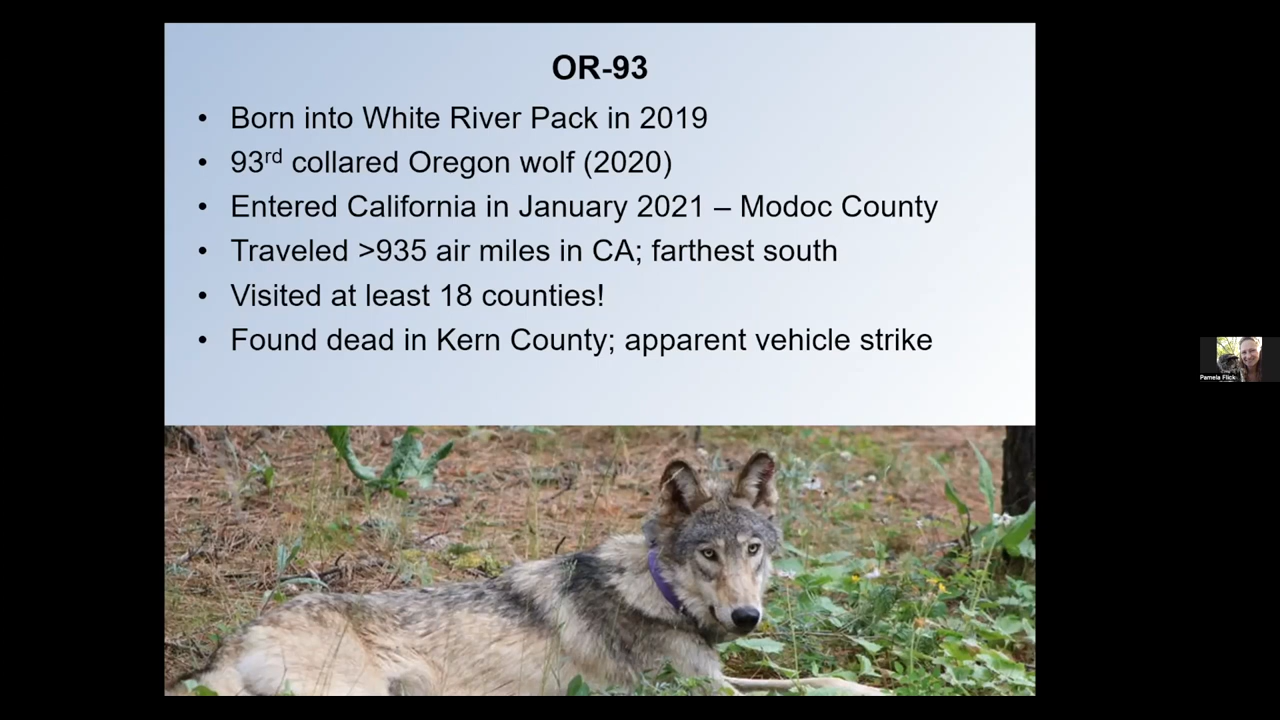 OR-93
• Born into White River Pack in 2019
• 93rd collared Oregon wolf (2020)
• Entered California in January 2021 – Modoc County
• Traveled >935 air miles in CA; farthest south
• Visited at least 18 counties!
• Found dead in Kern County; apparent vehicle strike
Pamela Flick